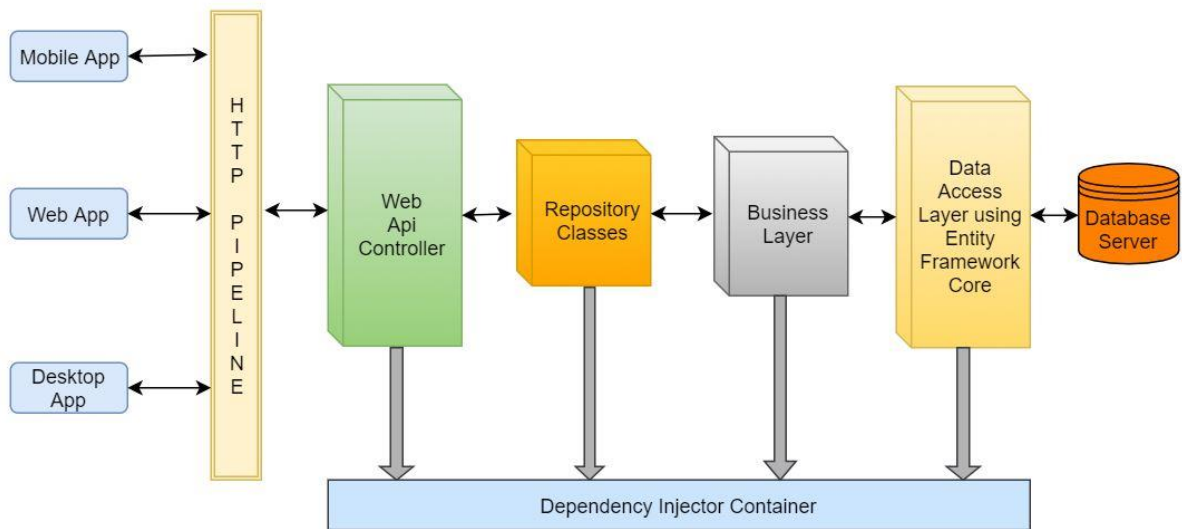 Mobile App
Web App
Desktop
App
H
T
T
P
P
I
P
E
L
I
N
E
Web
Api
Controller
Repository
Classes
Business
Layer
Data
Access
Layer using
Entity
Framework
Core
Database
Server
Dependency Injector Container